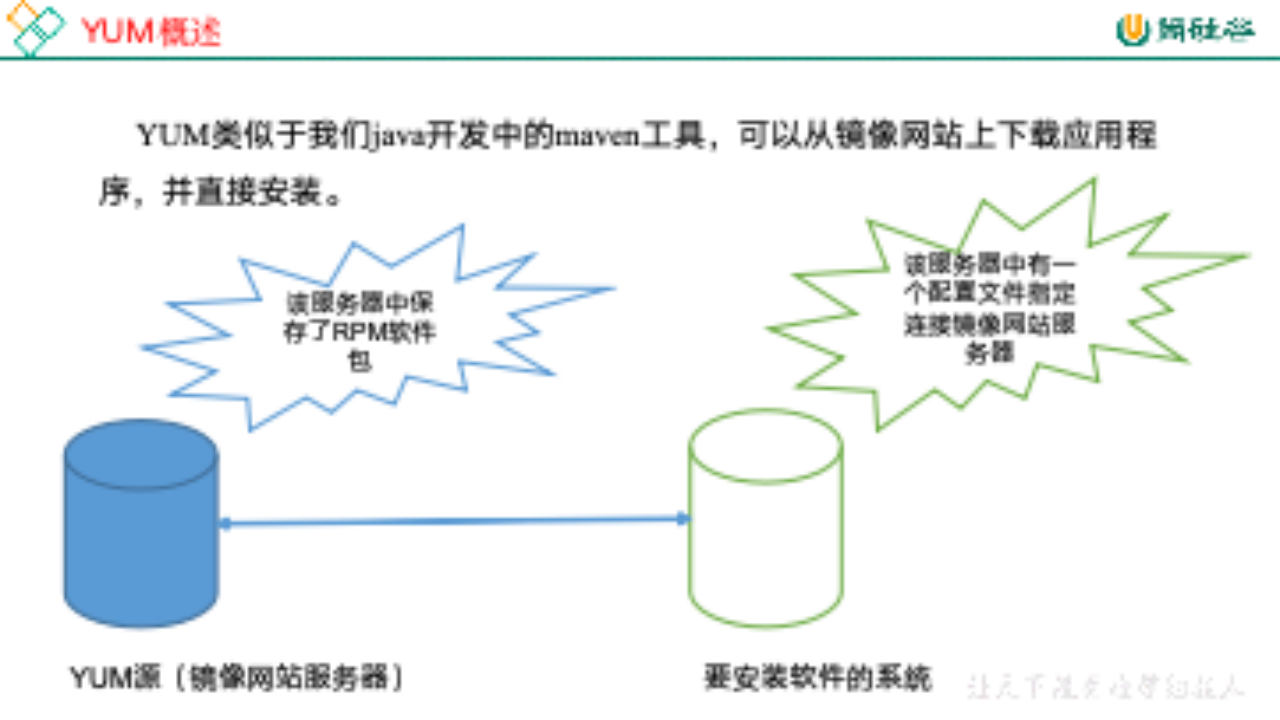 YUM概述
尚硅谷
YUM类似于我们java开发中的maven工具，可以从镜像网站上下载应用程
序，并直接安装。
该服务器中保
存了RPM软件
包
该服务器中有一
个配置文件指定
连接镜像网站服
务器
YUM源（镜像网站服务器）
要安装软件的系统
让天下没有难学的技术